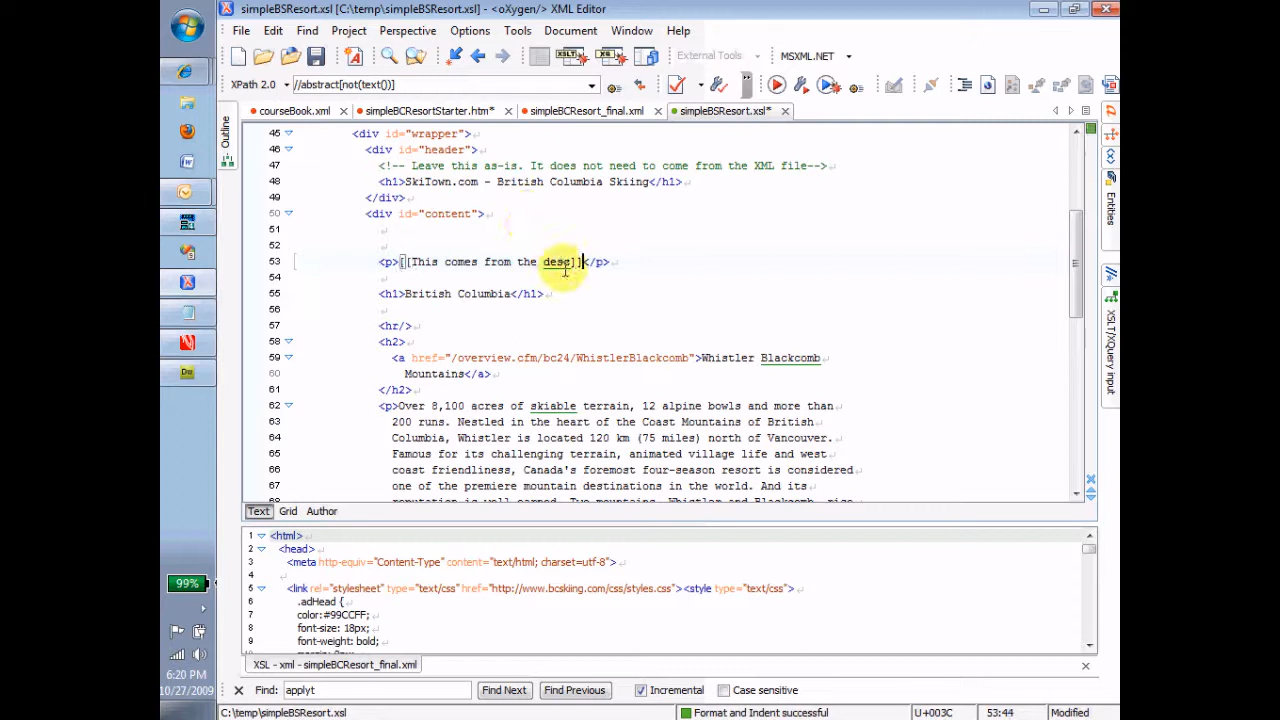 simpleBSResort.xsl [C:\temp\simpleBSResort.xsl] - <oXygen/> XML Editor
File Edit Find Project Perspective Options Tools Document Window Help
External Tools MSXML.NET
XPath 2.0 //abstract[not(text())]
courseBook.xml simpleBCResortStarter.htm* simpleBCResort_final.xml simpleBSResort.xsl*
Outline
Entities
XSLT/XQuery input
45 <div id="wrapper">
46 <div id="header">
47 <!-- Leave this as-is. It does not need to come from the XML file-->
48 <h1>SkiTown.com - British Columbia Skiing</h1>
49 </div>
50 <div id="content">
51
52
53 <p>[[This comes from the desc]]</p>
54
55 <h1>British Columbia</h1>
56
57 <hr/>
58 <h2>
59 <a href="/overview.cfm/bc24/WhistlerBlackcomb">Whistler Blackcomb
60 Mountains</a>
61 </h2>
62 <p>Over 8,100 acres of skiable terrain, 12 alpine bowls and more than
63 200 runs. Nestled in the heart of the Coast Mountains of British
64 Columbia, Whistler is located 120 km (75 miles) north of Vancouver.
65 Famous for its challenging terrain, animated village life and west
66 coast friendliness, Canada's foremost four-season resort is considered
67 one of the premiere mountain destinations in the world. And its
68 reputation is well earned. Two mountains, Whistler and Blackcomb, rise
Text Grid Author
1 <html>
2 <head>
3 <meta http-equiv="Content-Type" content="text/html; charset=utf-8">
4
5 <link rel="stylesheet" type="text/css" href="http://www.bcskiing.com/css/styles.css"><style type="text/css">
6 .adHead {
7 color: #99CCFF;
8 font-size: 18px;
9 font-weight: bold;
XSL - xml - simpleBCResort_final.xml
Find: applyt Find Next Find Previous Incremental Case sensitive
C:\temp\simpleBSResort.xsl Format and Indent successful U+003C 53:44 Modified
99%
6:20 PM
10/27/2009